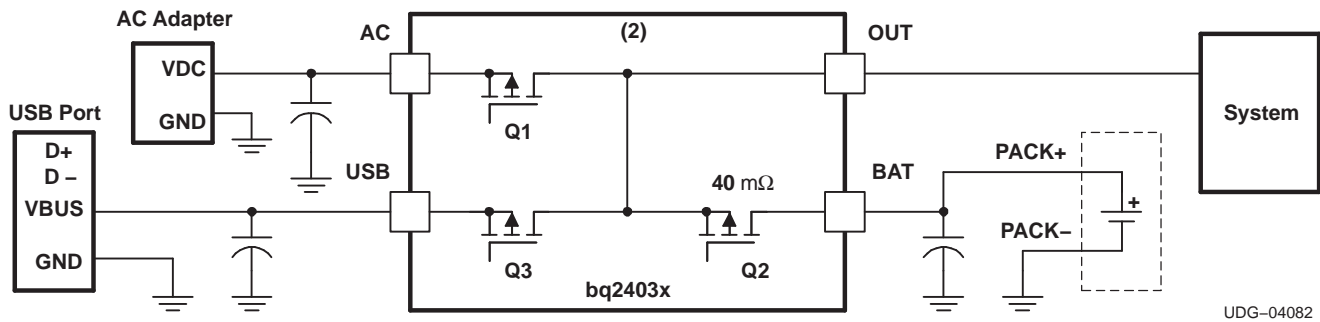 AC Adapter
VDC
GND
USB Port
D+
D –
VBUS
GND
AC
(2)
OUT
Q1
USB
40 mΩ
BAT
Q3
Q2
bq2403x
PACK+
+
PACK–
System
UDG–04082